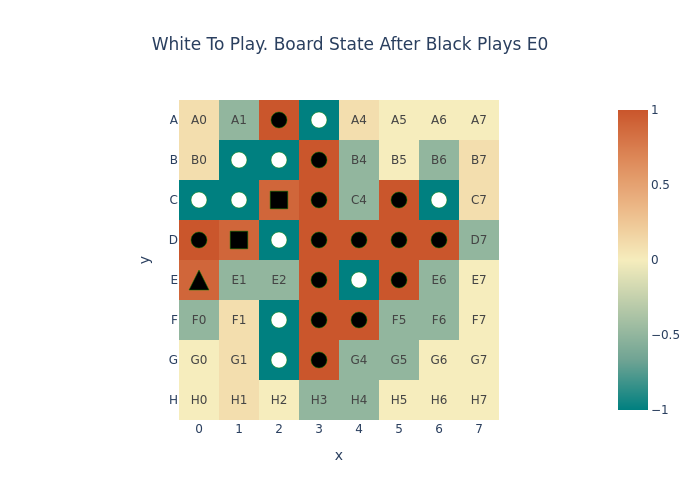 White To Play. Board State After Black Plays E0
A A0 A1 A4 A5 A6 A7
B B0 B4 B5 B6 B7
C C4 C7
D D7
E E1 E2 E6 E7
F F0 F1 F5 F6 F7
G G0 G1 G4 G5 G6 G7
H H0 H1 H2 H3 H4 H5 H6 H7
0 1 2 3 4 5 6 7
x
y
1
0.5
0
−0.5
−1